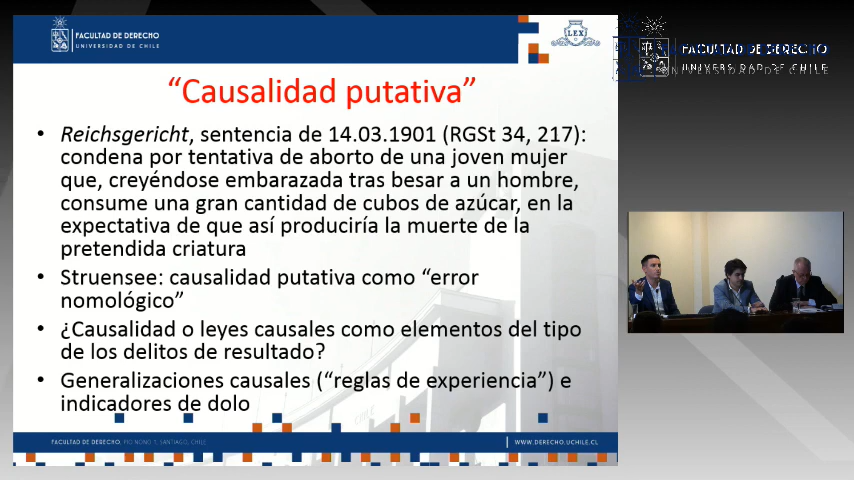 FACULTAD DE DERECHO
UNIVERSIDAD DE CHILE
LEX
FACULTAD DE DERECHO
UNIVERSIDAD DE CHILE
“Causalidad putativa”
• Reichsgericht, sentencia de 14.03.1901 (RGSt 34, 217):
condena por tentativa de aborto de una joven mujer
que, creyéndose embarazada tras besar a un hombre,
consume una gran cantidad de cubos de azúcar, en la
expectativa de que así produciría la muerte de la
pretendida criatura
• Struensee: causalidad putativa como “error
nomológico”
• ¿Causalidad o leyes causales como elementos del tipo
de los delitos de resultado?
• Generalizaciones causales (“reglas de experiencia”) e
indicadores de dolo
FACULTAD DE DERECHO, PIO NONO 1, SANTIAGO, CHILE
WWW.DERECHO.UCHILE.CL